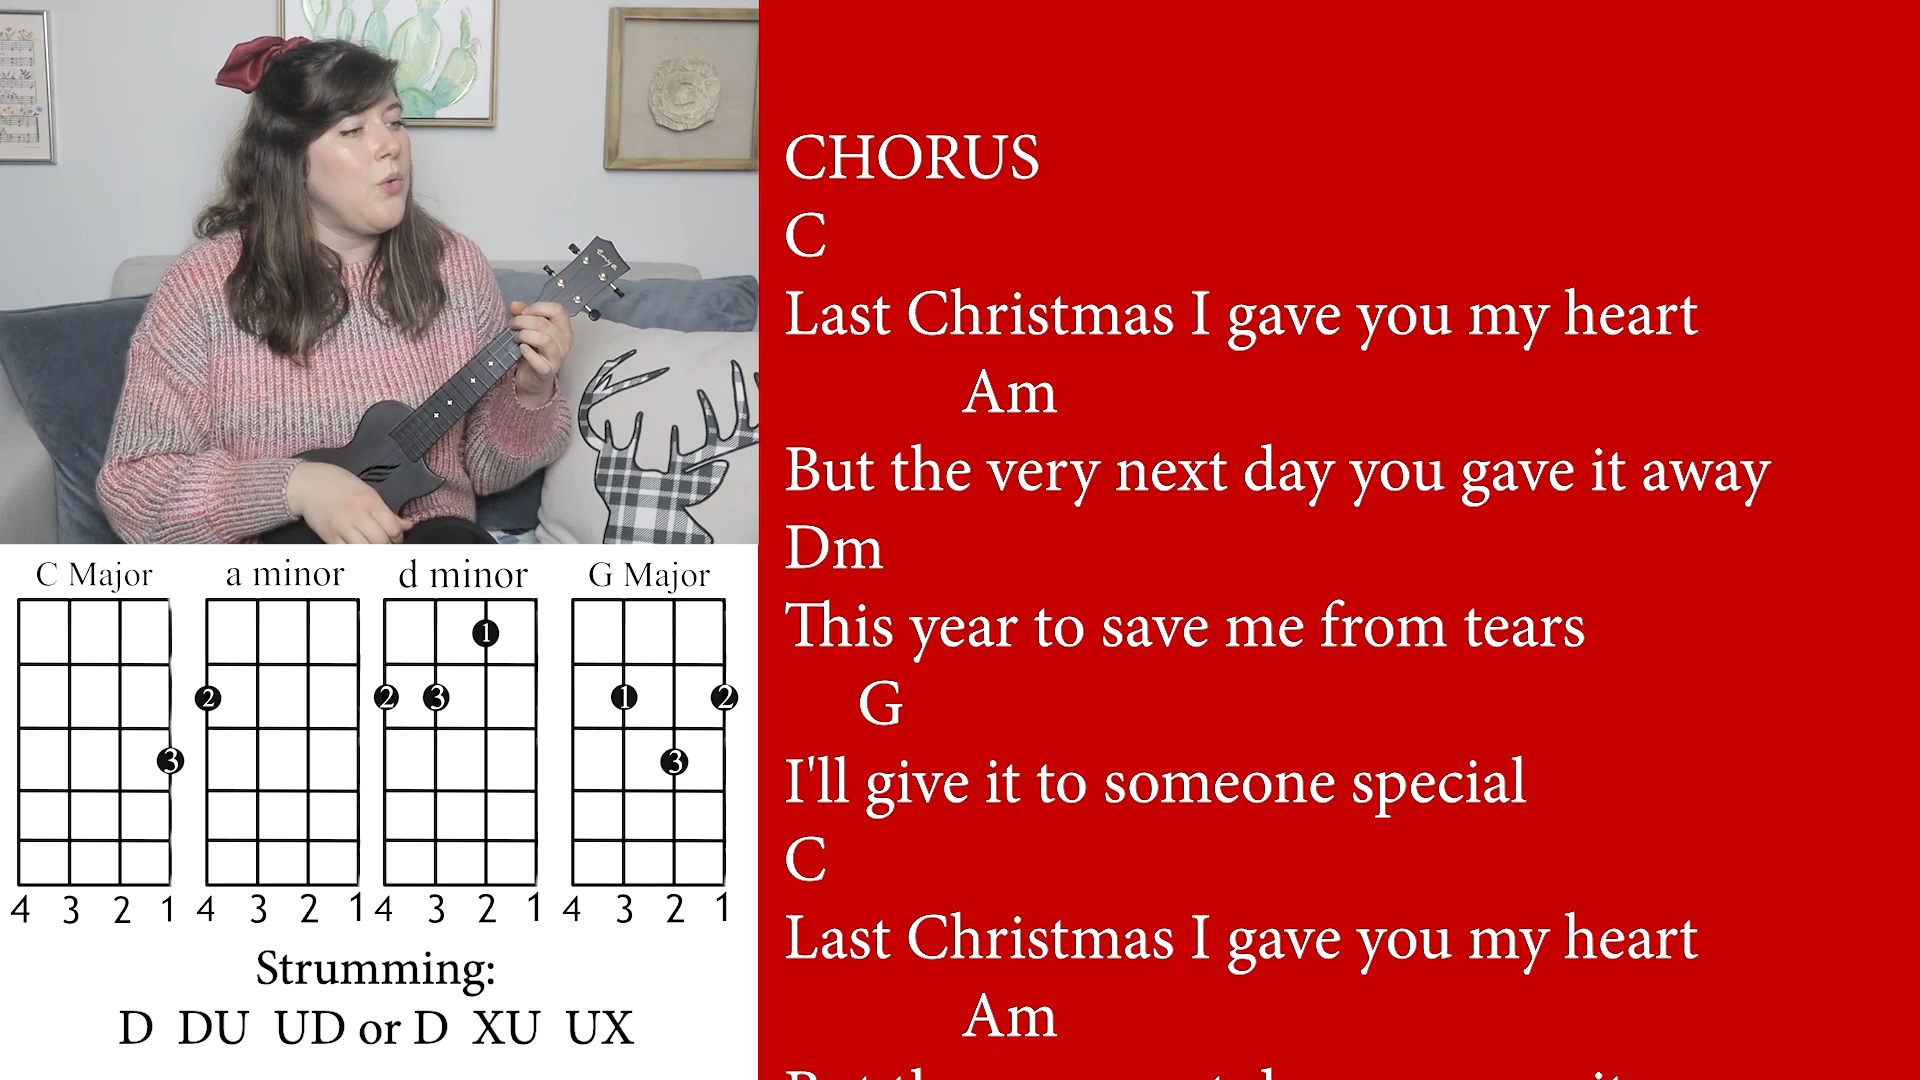 CHORUS
C
Last Christmas I gave you my heart
Am
But the very next day you gave it away
Dm
This year to save me from tears
G
I'll give it to someone special
C
Last Christmas I gave you my heart
Am
C Major a minor d minor G Major
1
2 2 3 1 2
3 3
4 3 2 1 4 3 2 1 4 3 2 1 4 3 2 1
Strumming:
D DU UD or D XU UX